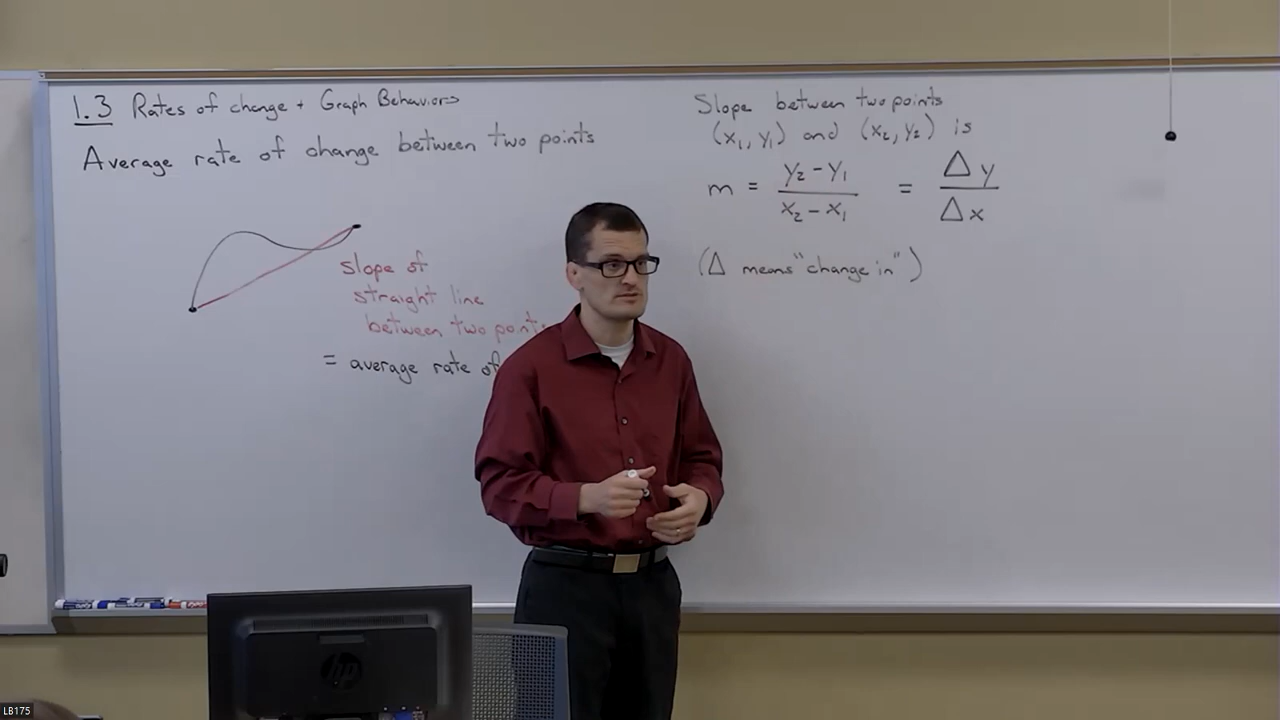 1.3 Rates of change + Graph Behaviors
Average rate of change between two points
slope of
straight line
between two points
= average rate of
Slope between two points
(x₁, y₁) and (x₂, y₂) is
m = y₂ - y₁ / x₂ - x₁ = Δy / Δx
(Δ means "change in")
hp
LB175